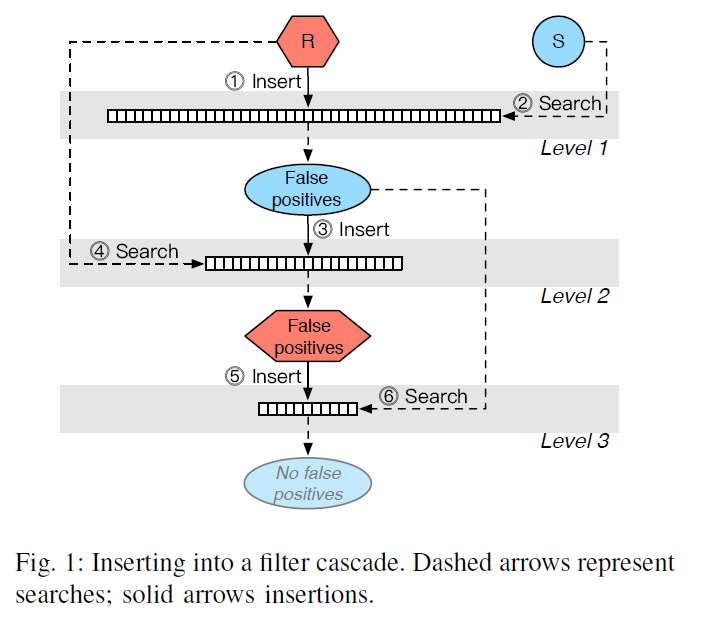 R
S
① Insert
② Search
Level 1
False
positives
③ Insert
④ Search
Level 2
False
positives
⑤ Insert
⑥ Search
Level 3
No false
positives
Fig. 1: Inserting into a filter cascade. Dashed arrows represent
searches; solid arrows insertions.